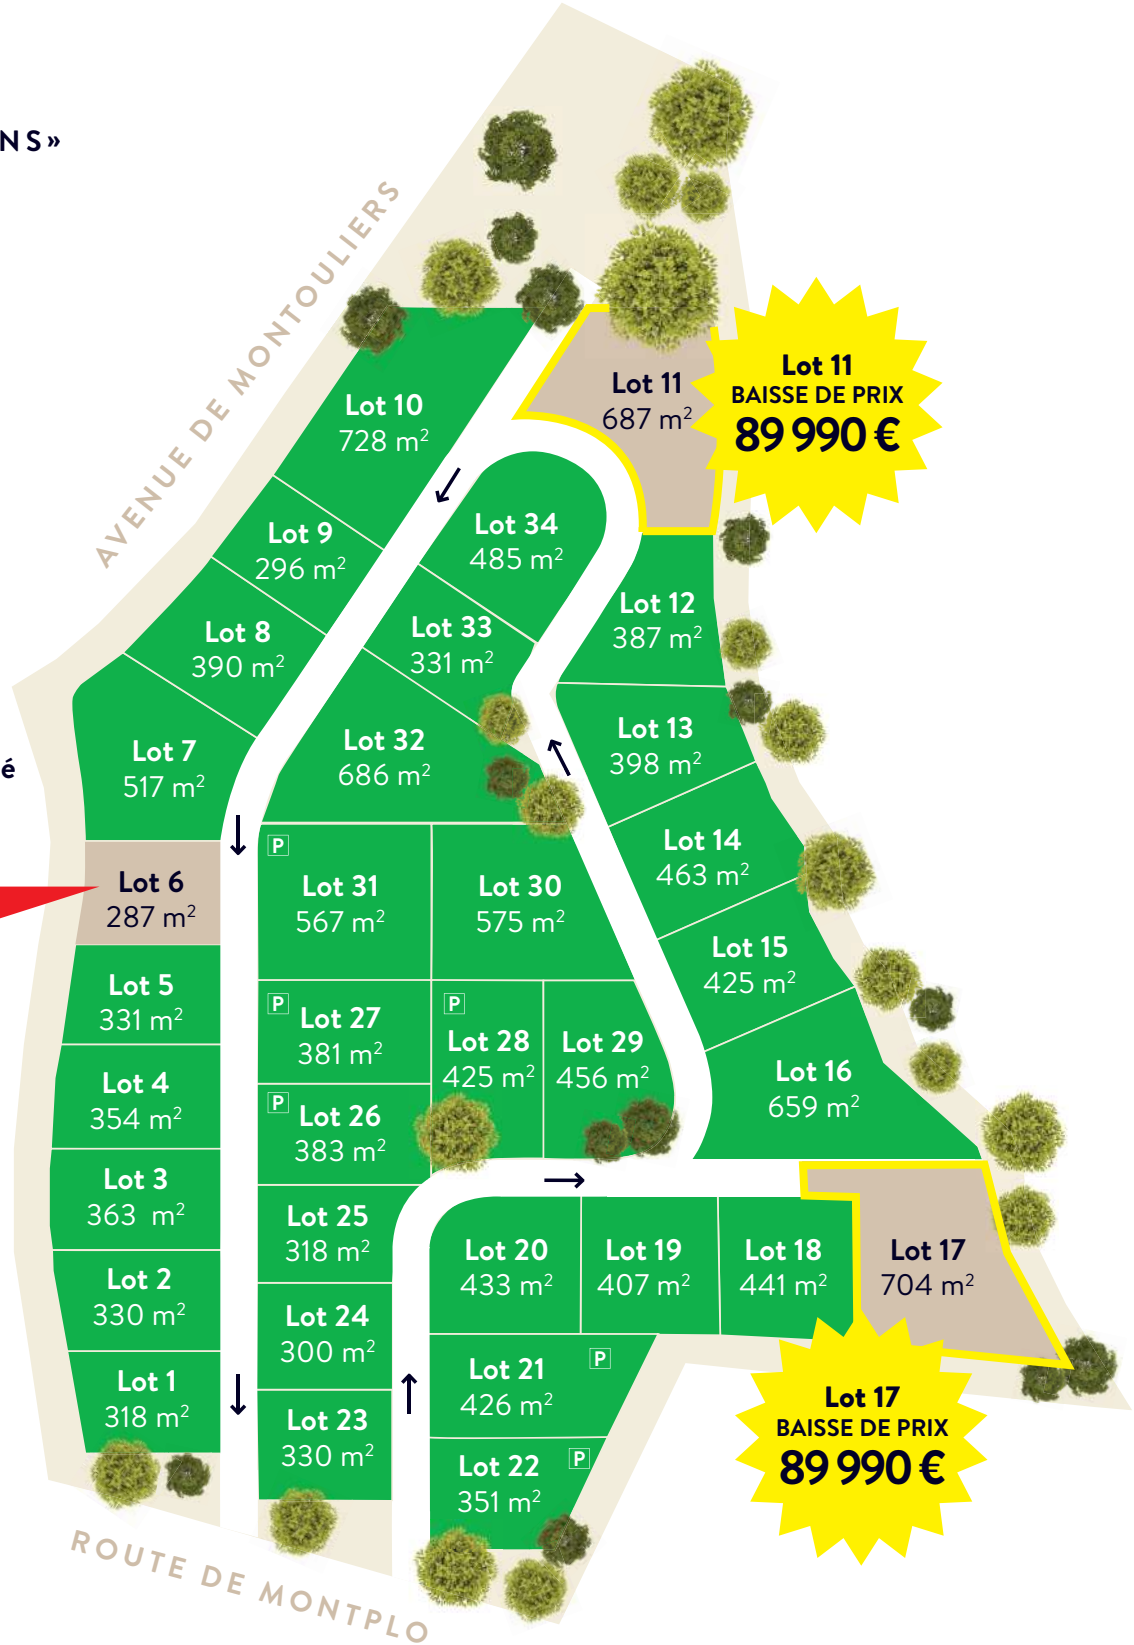 NS»
AVENUE DE MONTOULIERS
Lot 11
687 m²
Lot 11
BAISSE DE PRIX
89 990 €
Lot 10
728 m²
Lot 34
485 m²
Lot 9
296 m²
Lot 12
387 m²
Lot 8
390 m²
Lot 33
331 m²
Lot 13
398 m²
Lot 32
686 m²
Lot 7
517 m²
é
P
Lot 14
463 m²
Lot 6
287 m²
Lot 31
567 m²
Lot 30
575 m²
Lot 15
425 m²
Lot 5
331 m²
P
Lot 27
381 m²
P
Lot 28
425 m²
Lot 29
456 m²
Lot 16
659 m²
Lot 4
354 m²
P
Lot 26
383 m²
Lot 3
363 m²
Lot 25
318 m²
Lot 20
433 m²
Lot 19
407 m²
Lot 18
441 m²
Lot 17
704 m²
Lot 2
330 m²
Lot 24
300 m²
Lot 21
426 m²
P
Lot 1
318 m²
Lot 23
330 m²
Lot 17
BAISSE DE PRIX
89 990 €
Lot 22
351 m²
P
ROUTE DE MONTPLO